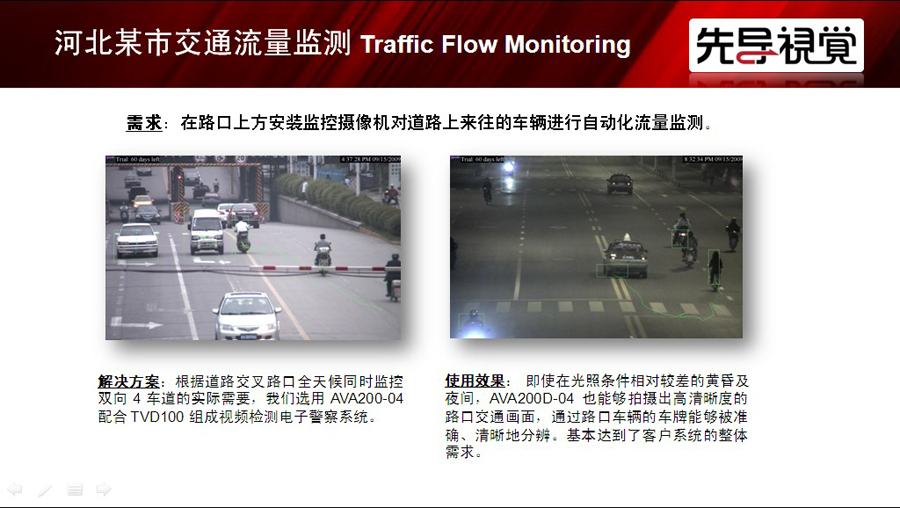 河北某市交通流量监测 Traffic Flow Monitoring
先导視覺
需求：在路口上方安装监控摄像机对道路上来往的车辆进行自动化流量监测。
Trial 60 days left
4:37:28 PM 09/15/2009
Trial 60 days left
8:32:34 PM 09/15/2009
解决方案：根据道路交叉路口全天候同时监控
双向 4 车道的实际需要，我们选用 AVA200-04
配合 TVD100 组成视频检测电子警察系统。
使用效果： 即使在光照条件相对较差的黄昏及
夜间，AVA200D-04 也能够拍摄出高清晰度的
路口交通画面，通过路口车辆的车牌能够被准
确、清晰地分辨。基本达到了客户系统的整体
需求。